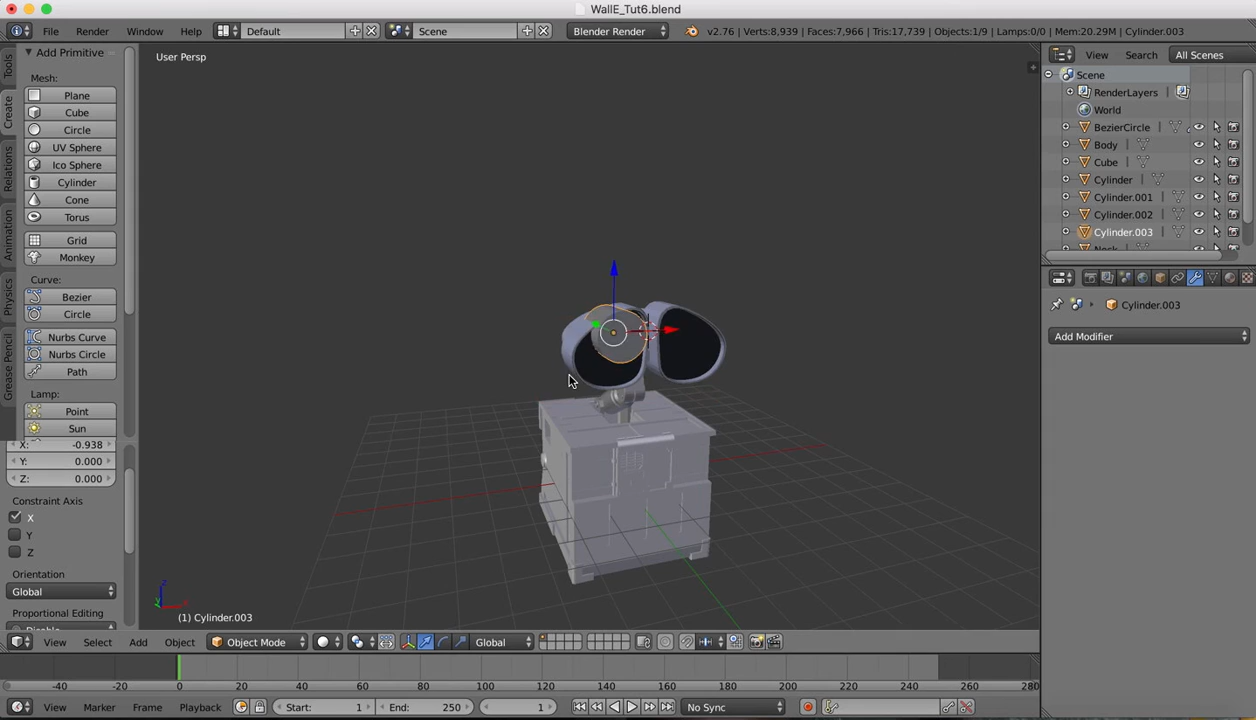 WallE_Tut6.blend
File Render Window Help Default Scene Blender Render v2.76 | Verts:8,939 | Faces:7,966 | Tris:17,739 | Objects:1/9 | Lamps:0/0 | Mem:20.29M | Cylinder.003
Tools
Create
Relations
Animation
Physics
Grease Pencil
Add Primitive
Mesh:
Plane
Cube
Circle
UV Sphere
Ico Sphere
Cylinder
Cone
Torus
Grid
Monkey
Curve:
Bezier
Circle
Nurbs Curve
Nurbs Circle
Path
Lamp:
Point
Sun
X: -0.938
Y: 0.000
Z: 0.000
Constraint Axis
X
Y
Z
Orientation
Global
Proportional Editing
User Persp
(1) Cylinder.003
View Search All Scenes
Scene
RenderLayers
World
BezierCircle
Body
Cube
Cylinder
Cylinder.001
Cylinder.002
Cylinder.003
Cylinder.003
Add Modifier
View Select Add Object Object Mode Global
-40 -20 0 20 40 60 80 100 120 140 160 180 200 220 240 260 280
View Marker Frame Playback Start: 1 End: 250 1 No Sync